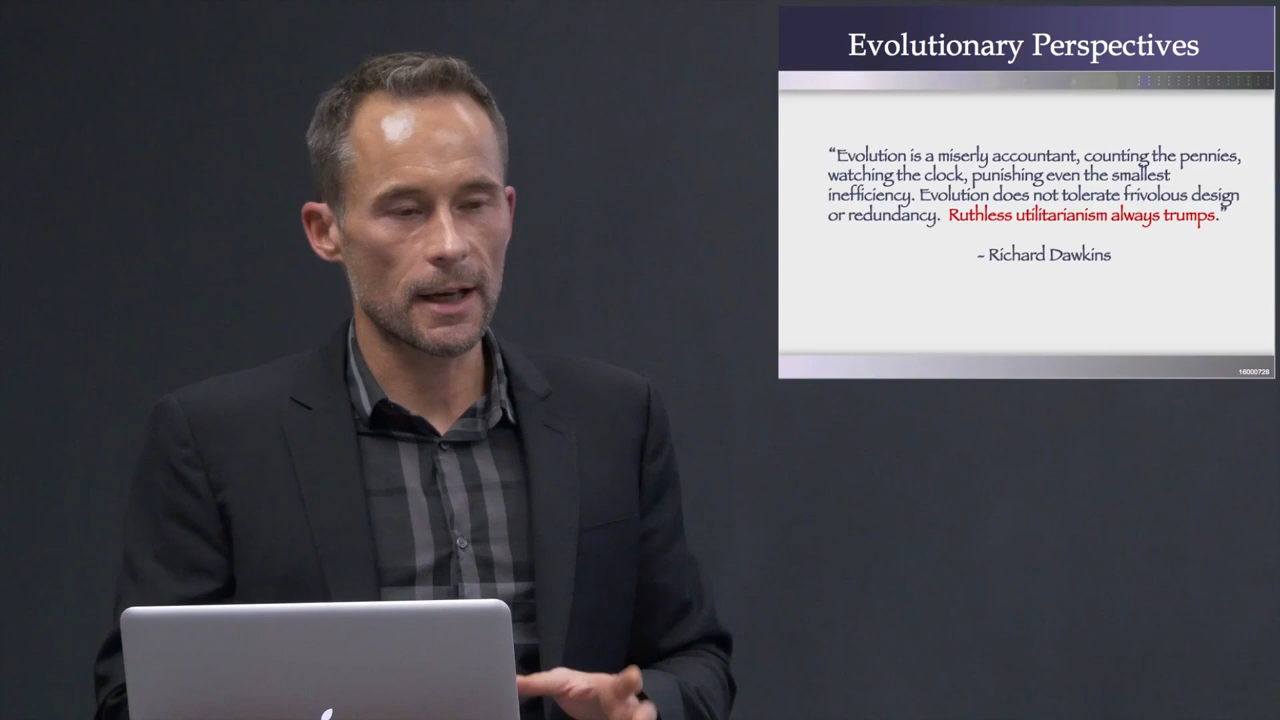 Evolutionary Perspectives
“Evolution is a miserly accountant, counting the pennies,
watching the clock, punishing even the smallest
inefficiency. Evolution does not tolerate frivolous design
or redundancy. Ruthless utilitarianism always trumps.”
- Richard Dawkins
16000728